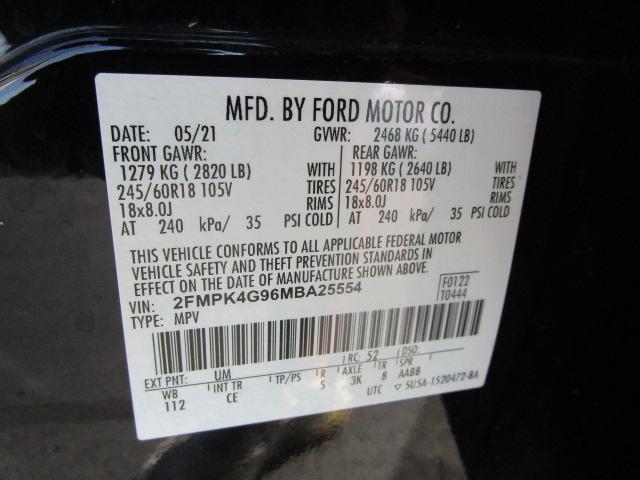 MFD. BY FORD MOTOR CO.
DATE: 05/21 GVWR: 2468 KG ( 5440 LB)
FRONT GAWR: REAR GAWR:
1279 KG ( 2820 LB) WITH 1198 KG ( 2640 LB) WITH
245/60R18 105V TIRES 245/60R18 105V TIRES
18x8.0J RIMS 18x8.0J RIMS
AT 240 kPa/ 35 PSI COLD AT 240 kPa/ 35 PSI COLD
THIS VEHICLE CONFORMS TO ALL APPLICABLE FEDERAL MOTOR
VEHICLE SAFETY AND THEFT PREVENTION STANDARDS IN
EFFECT ON THE DATE OF MANUFACTURE SHOWN ABOVE.
VIN: 2FMPK4G96MBA25554 F0122
TYPE: MPV T0444
EXT PNT: UM RC: 52 DSO:
WB INT TR TP/PS R AXLE TR SPR
112 CE S 3K 8 AABB
UTC 5U5A-1520472-BA